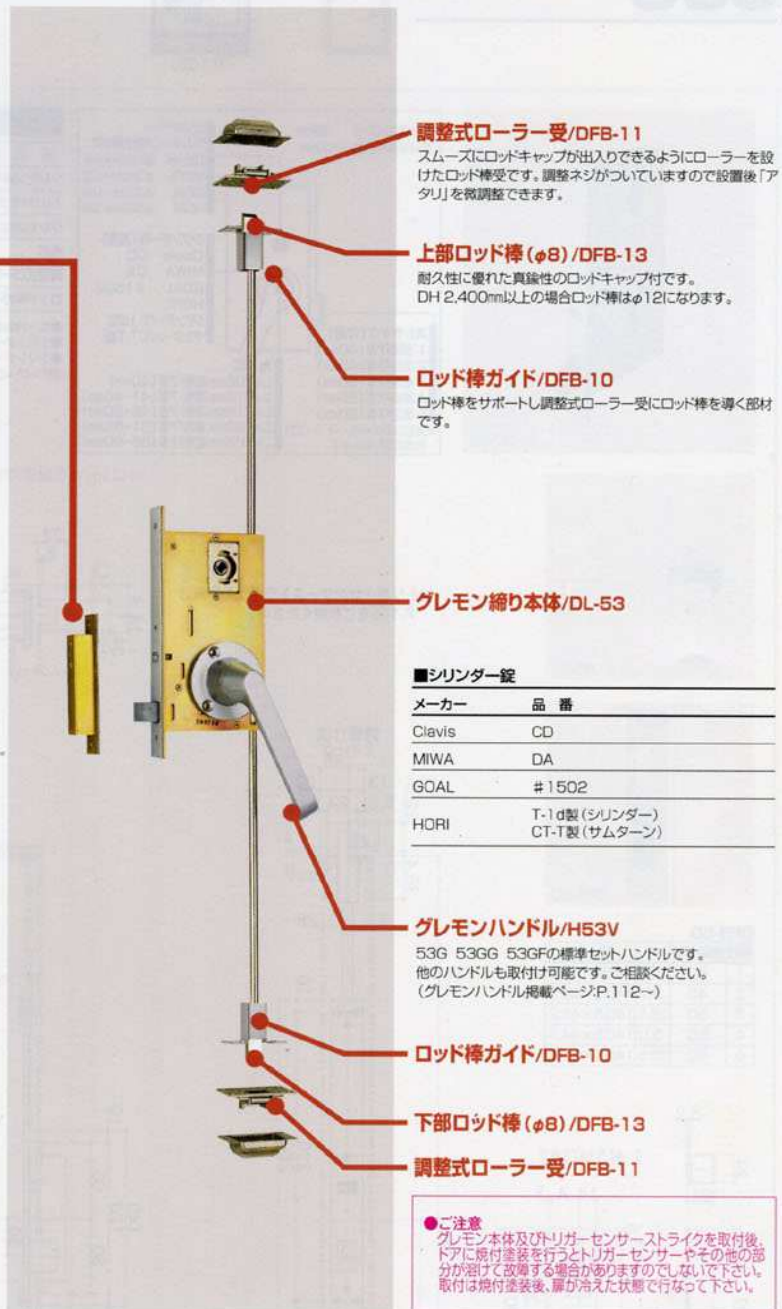 調整式ローラー受/DFB-11
スムーズにロッドキャップが出入りできるようにローラーを設
けたロッド棒受です。調整ネジがついていますので設置後「ア
タリ」を微調整できます。
上部ロッド棒(φ8)/DFB-13
耐久性に優れた真鍮性のロッドキャップ付です。
DH 2,400㎜以上の場合ロッド棒はφ12になります。
ロッド棒ガイド/DFB-10
ロッド棒をサポートし調整式ローラー受にロッド棒を導く部材
です。
グレモン締り本体/DL-53
■シリンダー錠
メーカー 品 番
Clavis CD
MIWA DA
GOAL #1502
HORI T-1d製(シリンダー)
CT-T製(サムターン)
グレモンハンドル/H53V
53G 53GG 53GFの標準セットハンドルです。
他のハンドルも取付け可能です。ご相談ください。
(グレモンハンドル掲載ページ:P.112〜)
ロッド棒ガイド/DFB-10
下部ロッド棒(φ8)/DFB-13
調整式ローラー受/DFB-11
●ご注意
グレモン本体及びトリガーセンサーストライクを取付後、
ドアに焼付塗装を行うとトリガーセンサーやその他の部
分が溶けて故障する場合がありますのでしないで下さい。
取付は焼付塗装後、扉が冷えた状態で行なって下さい。